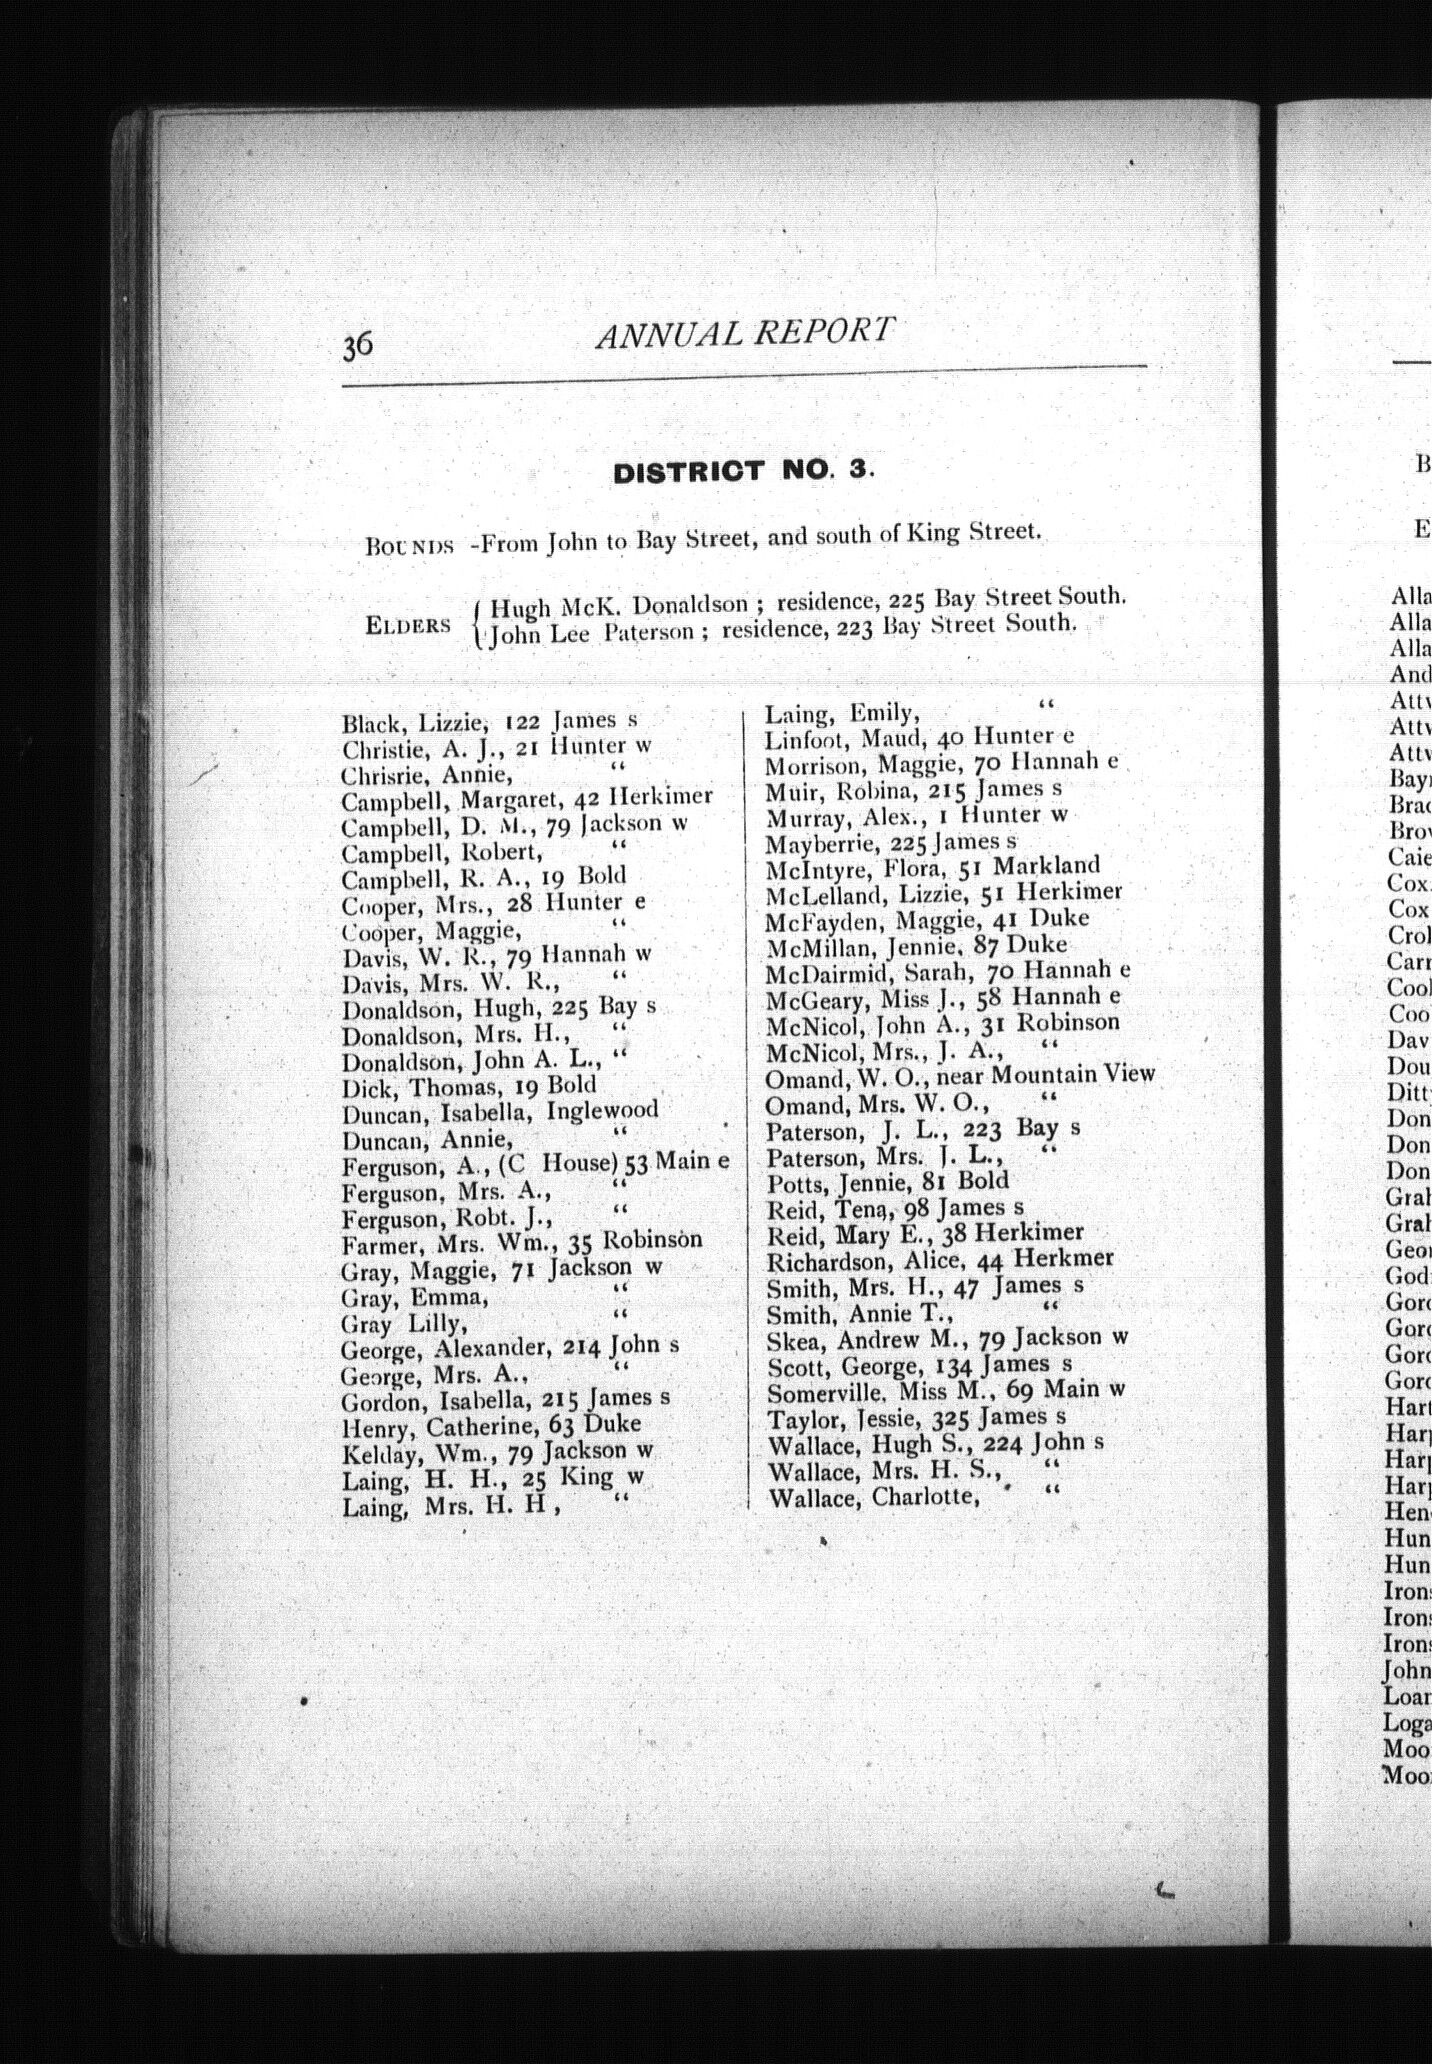 36
ANNUAL REPORT
DISTRICT NO. 3.
BOUNDS -From John to Bay Street, and south of King Street.
ELDERS
{ Hugh McK. Donaldson ; residence, 225 Bay Street South.
{ John Lee Paterson ; residence, 223 Bay Street South.
Black, Lizzie, 122 James s
Christie, A. J., 21 Hunter w
Chrisrie, Annie, “
Campbell, Margaret, 42 Herkimer
Campbell, D. M., 79 Jackson w
Campbell, Robert, “
Campbell, R. A., 19 Bold
Cooper, Mrs., 28 Hunter e
Cooper, Maggie, “
Davis, W. R., 79 Hannah w
Davis, Mrs. W. R., “
Donaldson, Hugh, 225 Bay s
Donaldson, Mrs. H., “
Donaldson, John A. L., “
Dick, Thomas, 19 Bold
Duncan, Isabella, Inglewood
Duncan, Annie, “
Ferguson, A., (C House) 53 Main e
Ferguson, Mrs. A., “
Ferguson, Robt. J., “
Farmer, Mrs. Wm., 35 Robinson
Gray, Maggie, 71 Jackson w
Gray, Emma, “
Gray Lilly, “
George, Alexander, 214 John s
George, Mrs. A., “
Gordon, Isabella, 215 James s
Henry, Catherine, 63 Duke
Kelday, Wm., 79 Jackson w
Laing, H. H., 25 King w
Laing, Mrs. H. H , “
Laing, Emily, “
Linfoot, Maud, 40 Hunter e
Morrison, Maggie, 70 Hannah e
Muir, Robina, 215 James s
Murray, Alex., 1 Hunter w
Mayberrie, 225 James s
McIntyre, Flora, 51 Markland
McLelland, Lizzie, 51 Herkimer
McFayden, Maggie, 41 Duke
McMillan, Jennie, 87 Duke
McDairmid, Sarah, 70 Hannah e
McGeary, Miss J., 58 Hannah e
McNicol, John A., 31 Robinson
McNicol, Mrs., J. A., “
Omand, W. O., near Mountain View
Omand, Mrs. W. O., “
Paterson, J. L., 223 Bay s
Paterson, Mrs. J. L., “
Potts, Jennie, 81 Bold
Reid, Tena, 98 James s
Reid, Mary E., 38 Herkimer
Richardson, Alice, 44 Herkmer
Smith, Mrs. H., 47 James s
Smith, Annie T., “
Skea, Andrew M., 79 Jackson w
Scott, George, 134 James s
Somerville, Miss M., 69 Main w
Taylor, Jessie, 325 James s
Wallace, Hugh S., 224 John s
Wallace, Mrs. H. S., “
Wallace, Charlotte, “